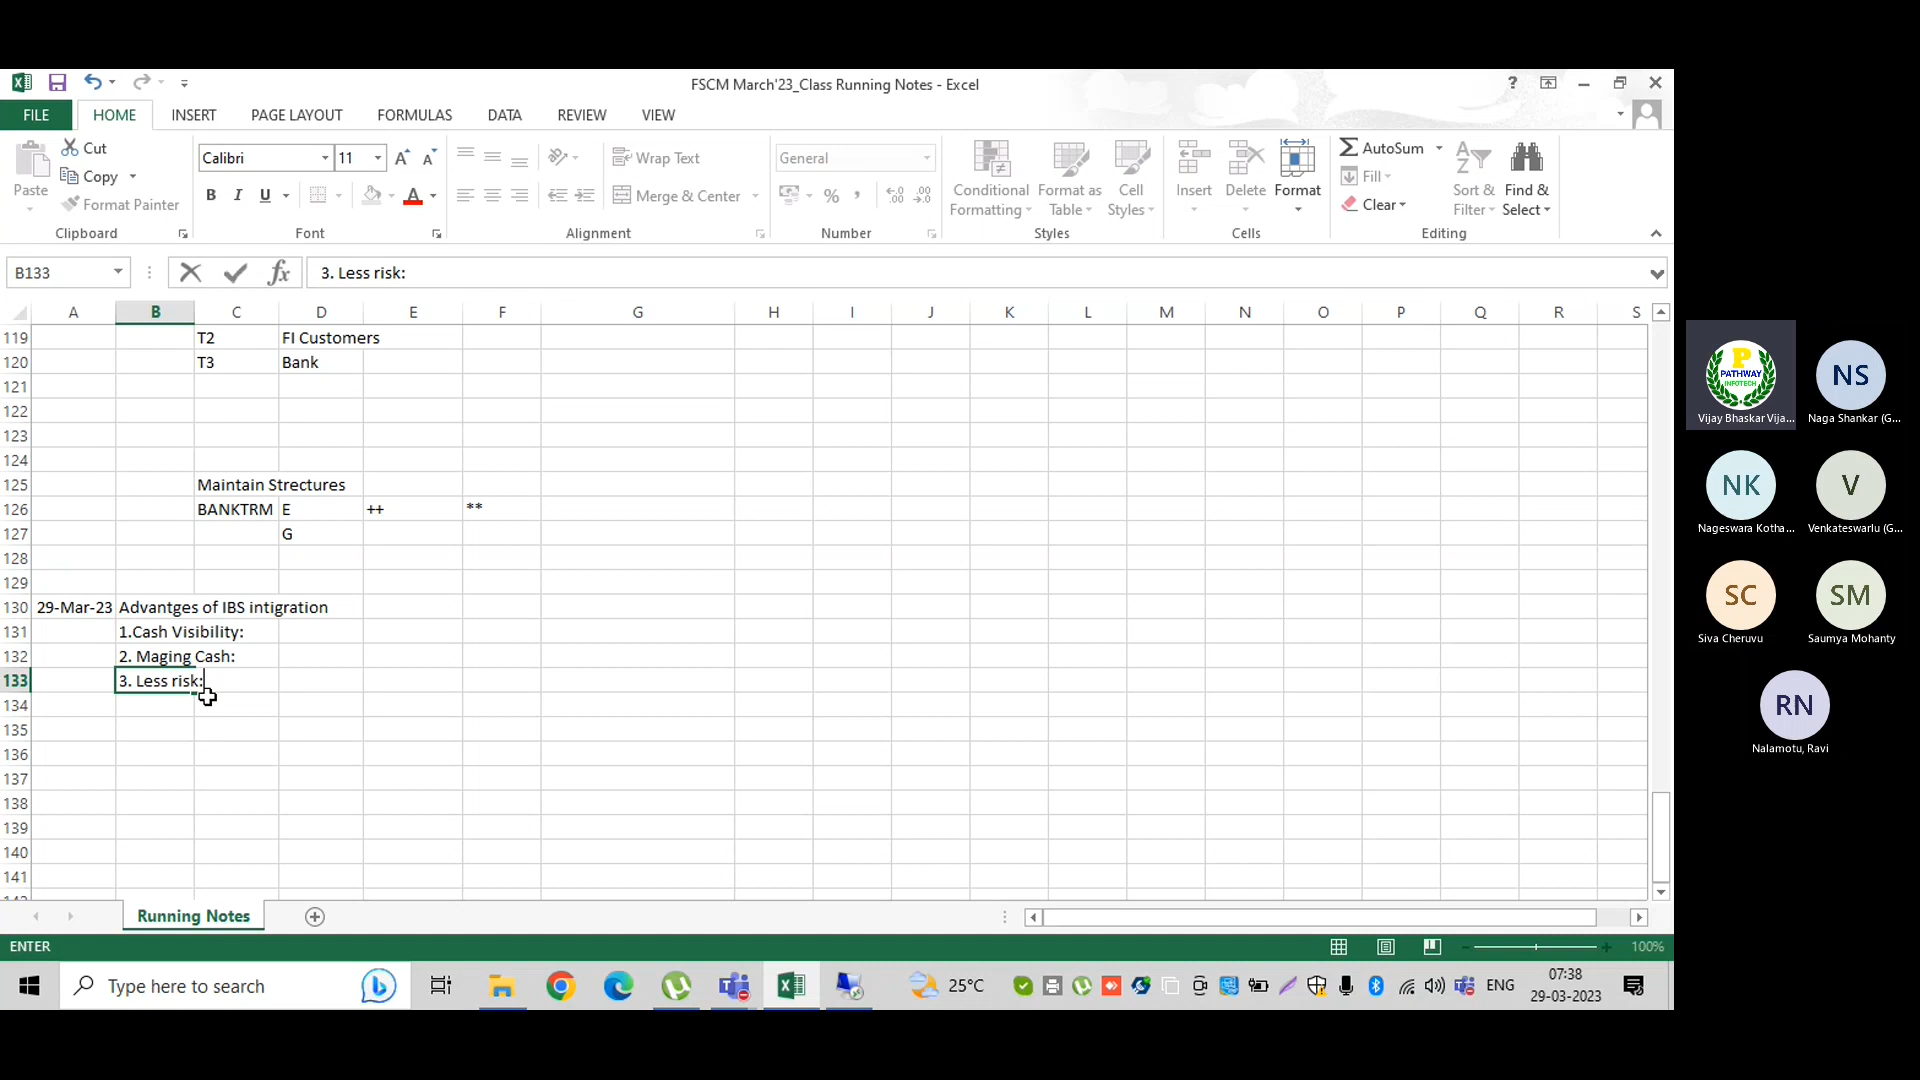 FSCM March'23_Class Running Notes - Excel
FILE HOME INSERT PAGE LAYOUT FORMULAS DATA REVIEW VIEW
Paste
Cut
Copy
Format Painter
Clipboard
Calibri 11
B I U
Font
Wrap Text
Merge & Center
Alignment
General
Number
Conditional Formatting
Format as Table
Cell Styles
Styles
Insert Delete Format
Cells
AutoSum
Fill
Clear
Sort & Filter
Find & Select
Editing
B133 fx 3. Less risk:
A B C D E F G H I J K L M N O P Q R S
119 T2 FI Customers
120 T3 Bank
121
122
123
124
125 Maintain Strectures
126 BANKTRM E ++ **
127 G
128
129
130 29-Mar-23 Advantges of IBS intigration
131 1.Cash Visibility:
132 2. Maging Cash:
133 3. Less risk:
134
135
136
137
138
139
140
141
Running Notes
ENTER 100%
Type here to search
25°C
ENG
07:38
29-03-2023
P
PATHWAY
INFOTECH
Vijay Bhaskar Vija...
NS
Naga Shankar (G...
NK
Nageswara Kotha...
V
Venkateswarlu (G...
SC
Siva Cheruvu
SM
Saumya Mohanty
RN
Nalamotu, Ravi